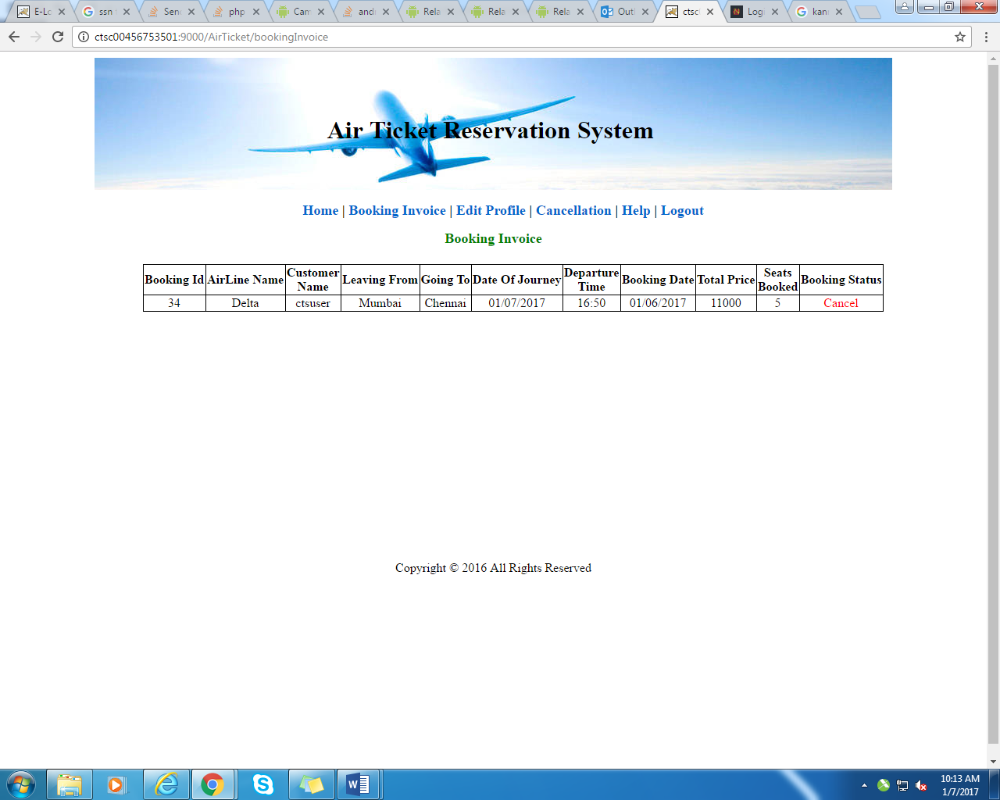 E-Lo
ssn
Sen
php
Cam
andr
Rela
Rela
Rela
Outl
ctsc
Log
kann
ctsc00456753501:9000/AirTicket/bookingInvoice
Air Ticket Reservation System
Home | Booking Invoice | Edit Profile | Cancellation | Help | Logout
Booking Invoice
Booking Id AirLine Name Customer Name Leaving From Going To Date Of Journey Departure Time Booking Date Total Price Seats Booked Booking Status
34 Delta ctsuser Mumbai Chennai 01/07/2017 16:50 01/06/2017 11000 5 Cancel
Copyright © 2016 All Rights Reserved
10:13 AM
1/7/2017